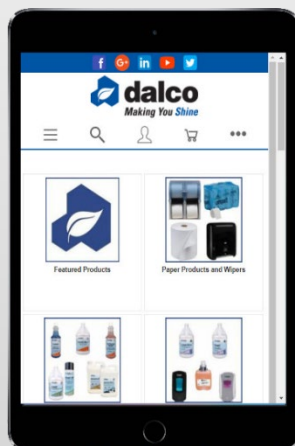 dalco
Making You Shine
Featured Products
Paper Products and Wipers